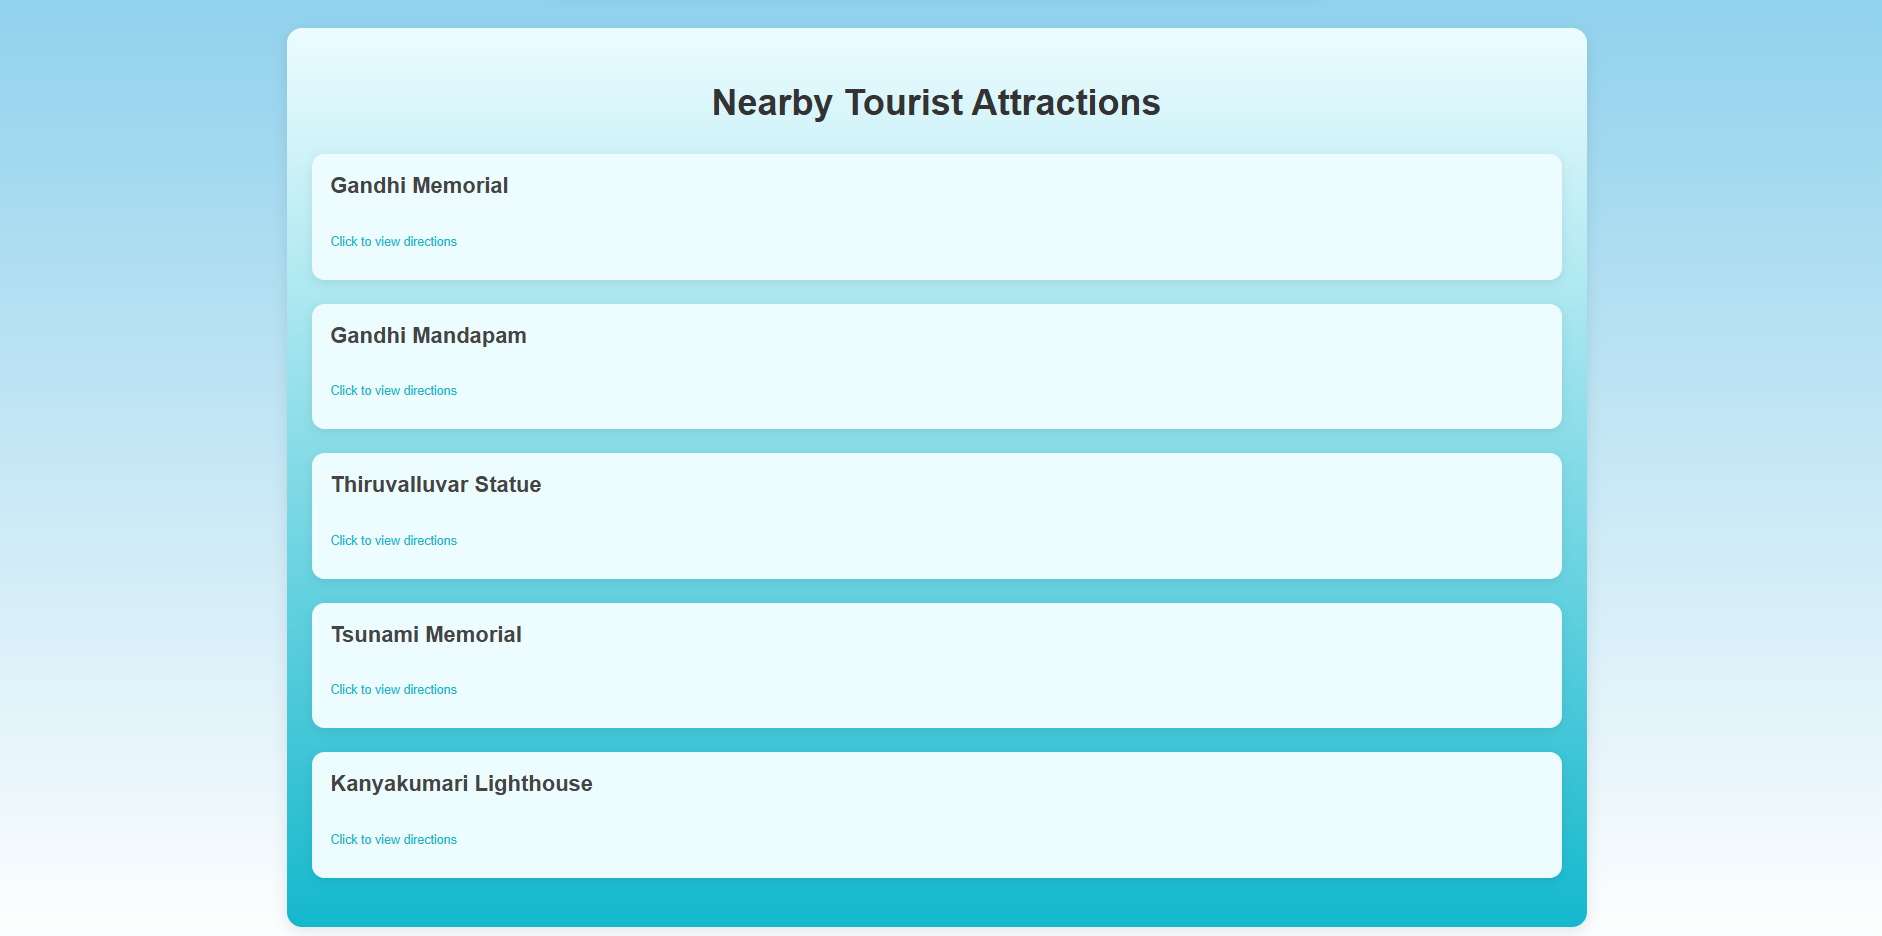 Nearby Tourist Attractions
Gandhi Memorial
Click to view directions
Gandhi Mandapam
Click to view directions
Thiruvalluvar Statue
Click to view directions
Tsunami Memorial
Click to view directions
Kanyakumari Lighthouse
Click to view directions